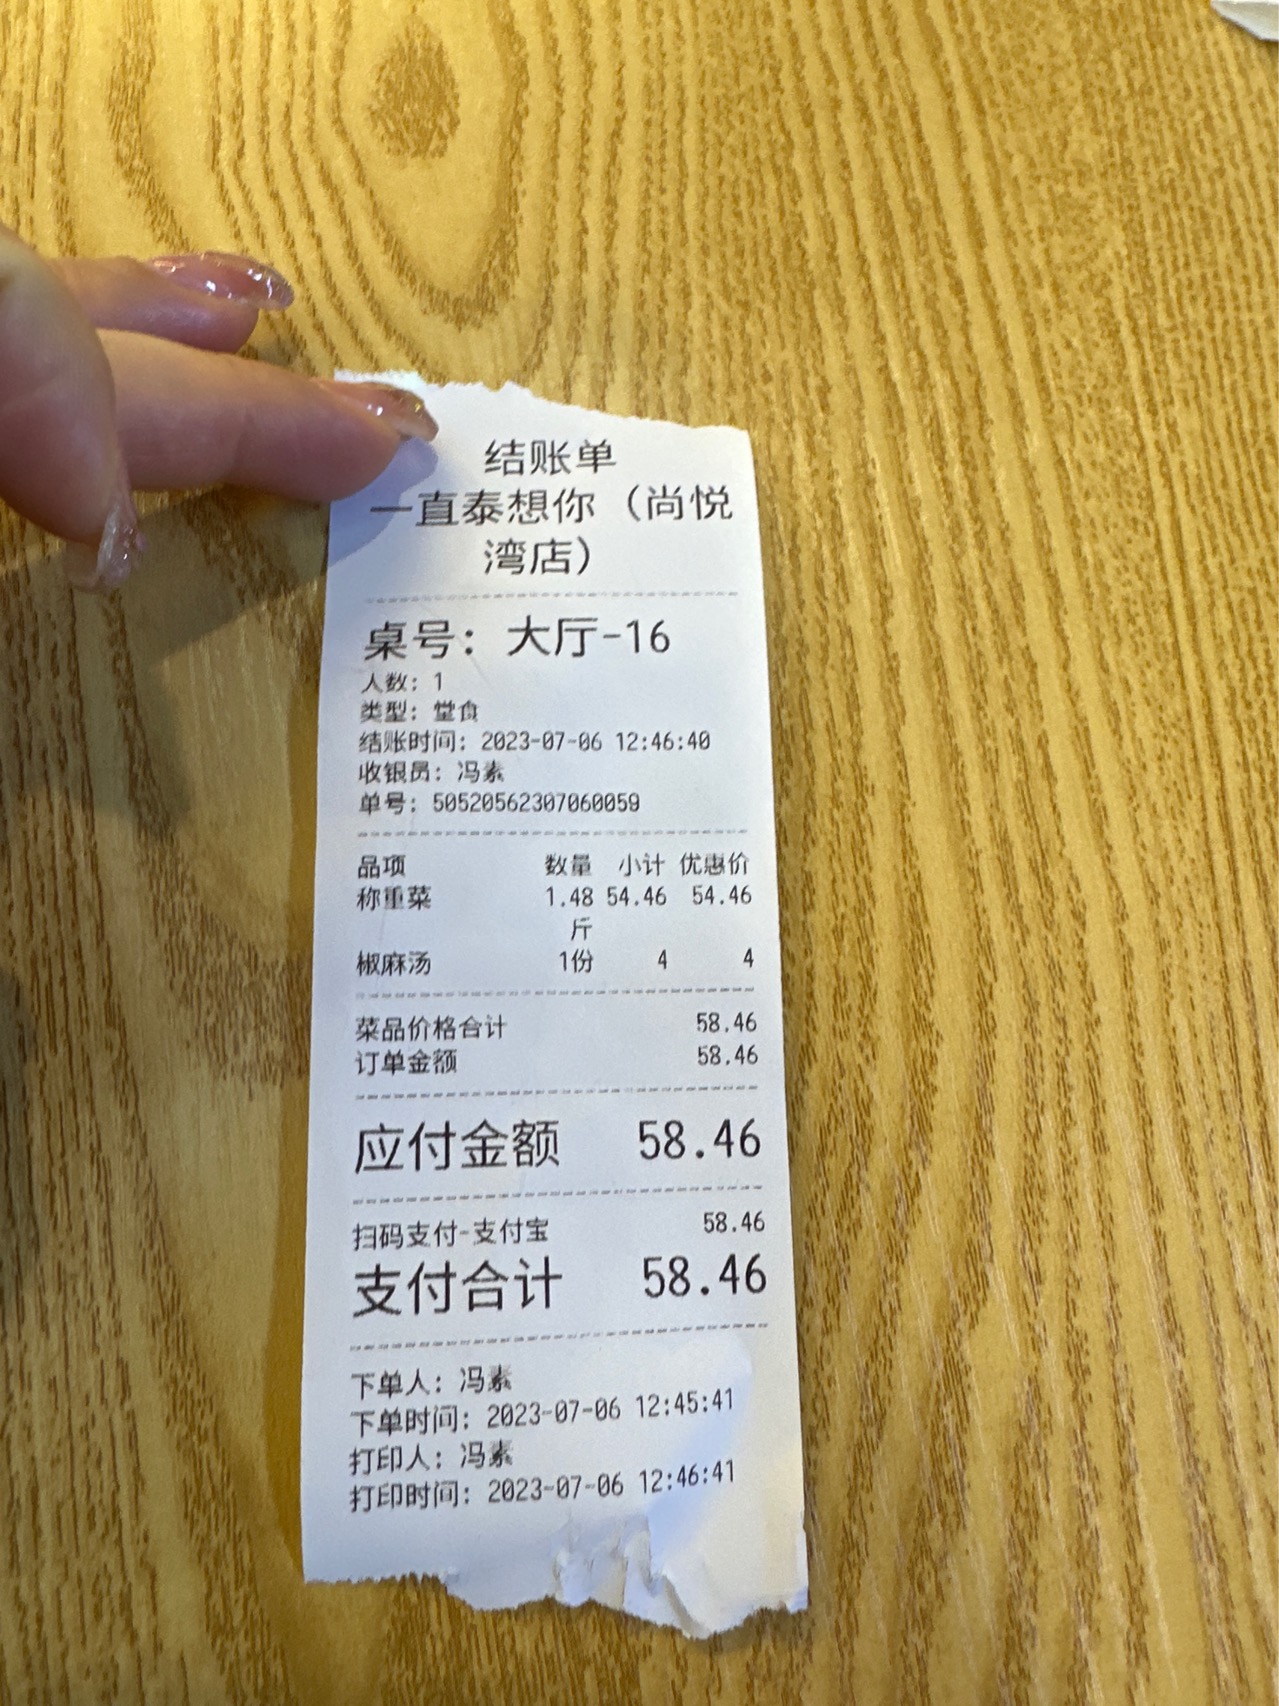 结账单
一直泰想你（尚悦
湾店）
桌号：大厅-16
人数：1
类型：堂食
结账时间：2023-07-06 12:46:40
收银员：冯素
单号：50520562307060059
品项 数量 小计 优惠价
称重菜 1.48 54.46 54.46
斤
椒麻汤 1份 4 4
菜品价格合计 58.46
订单金额 58.46
应付金额 58.46
扫码支付-支付宝 58.46
支付合计 58.46
下单人：冯素
下单时间：2023-07-06 12:45:41
打印人：冯素
打印时间：2023-07-06 12:46:41